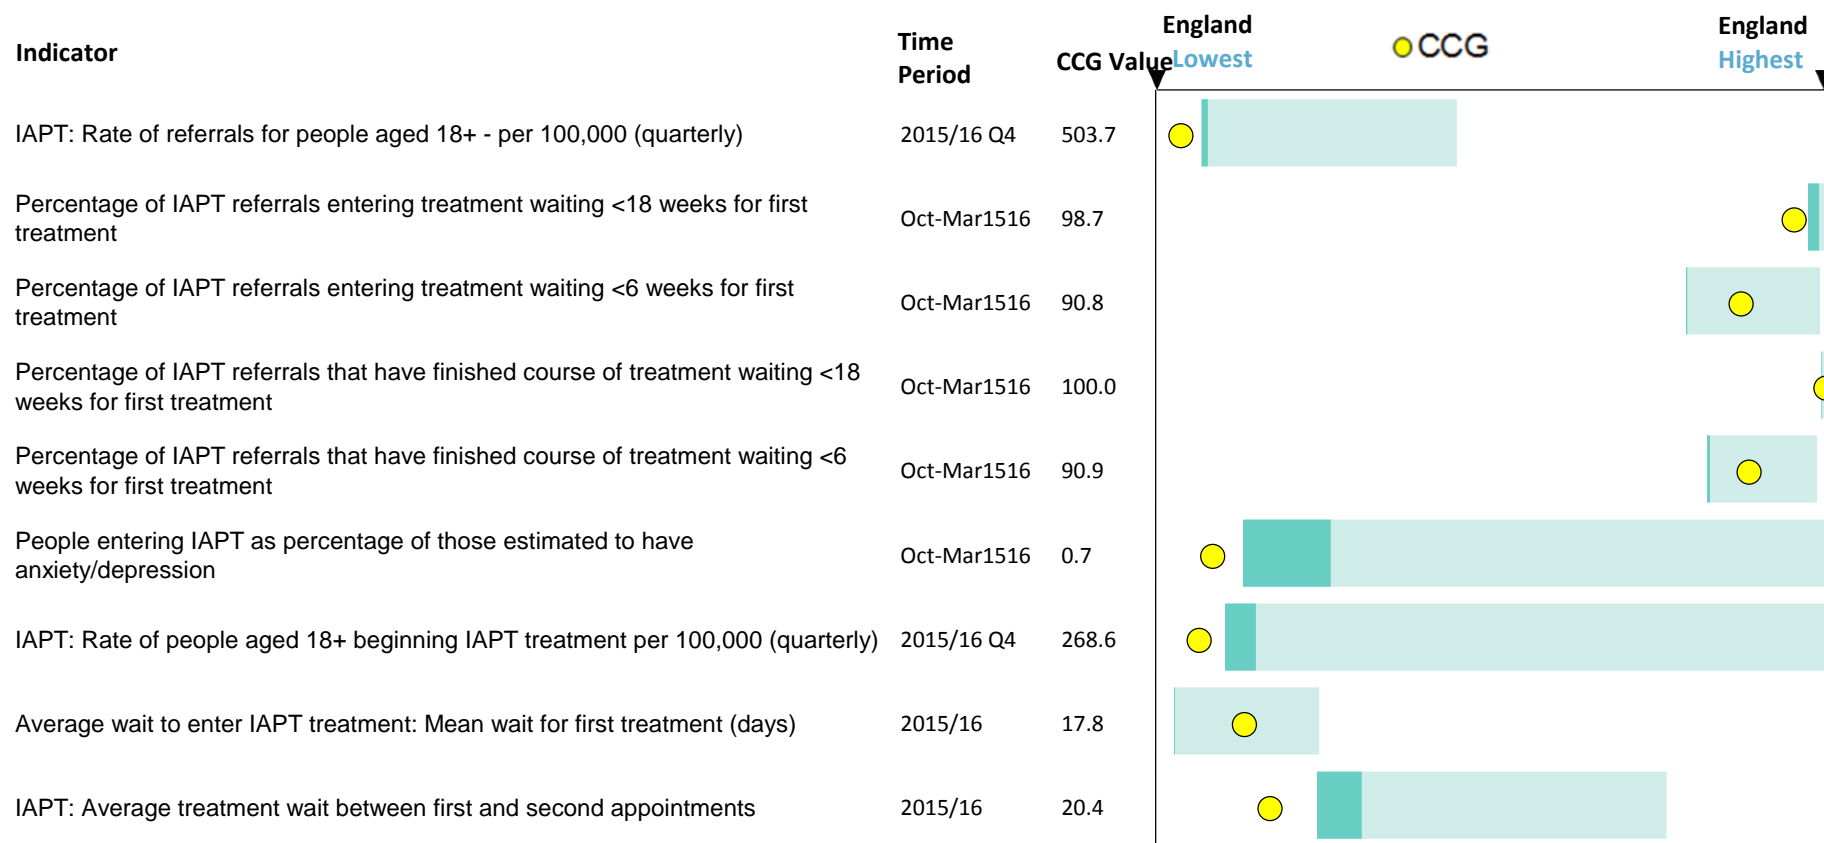 Indicator
Time
Period
CCG Value
England
Lowest
CCG
England
Highest
IAPT: Rate of referrals for people aged 18+ - per 100,000 (quarterly) 2015/16 Q4 503.7
Percentage of IAPT referrals entering treatment waiting <18 weeks for first
treatment
Oct-Mar1516 98.7
Percentage of IAPT referrals entering treatment waiting <6 weeks for first
treatment
Oct-Mar1516 90.8
Percentage of IAPT referrals that have finished course of treatment waiting <18
weeks for first treatment
Oct-Mar1516 100.0
Percentage of IAPT referrals that have finished course of treatment waiting <6
weeks for first treatment
Oct-Mar1516 90.9
People entering IAPT as percentage of those estimated to have
anxiety/depression
Oct-Mar1516 0.7
IAPT: Rate of people aged 18+ beginning IAPT treatment per 100,000 (quarterly) 2015/16 Q4 268.6
Average wait to enter IAPT treatment: Mean wait for first treatment (days) 2015/16 17.8
IAPT: Average treatment wait between first and second appointments 2015/16 20.4